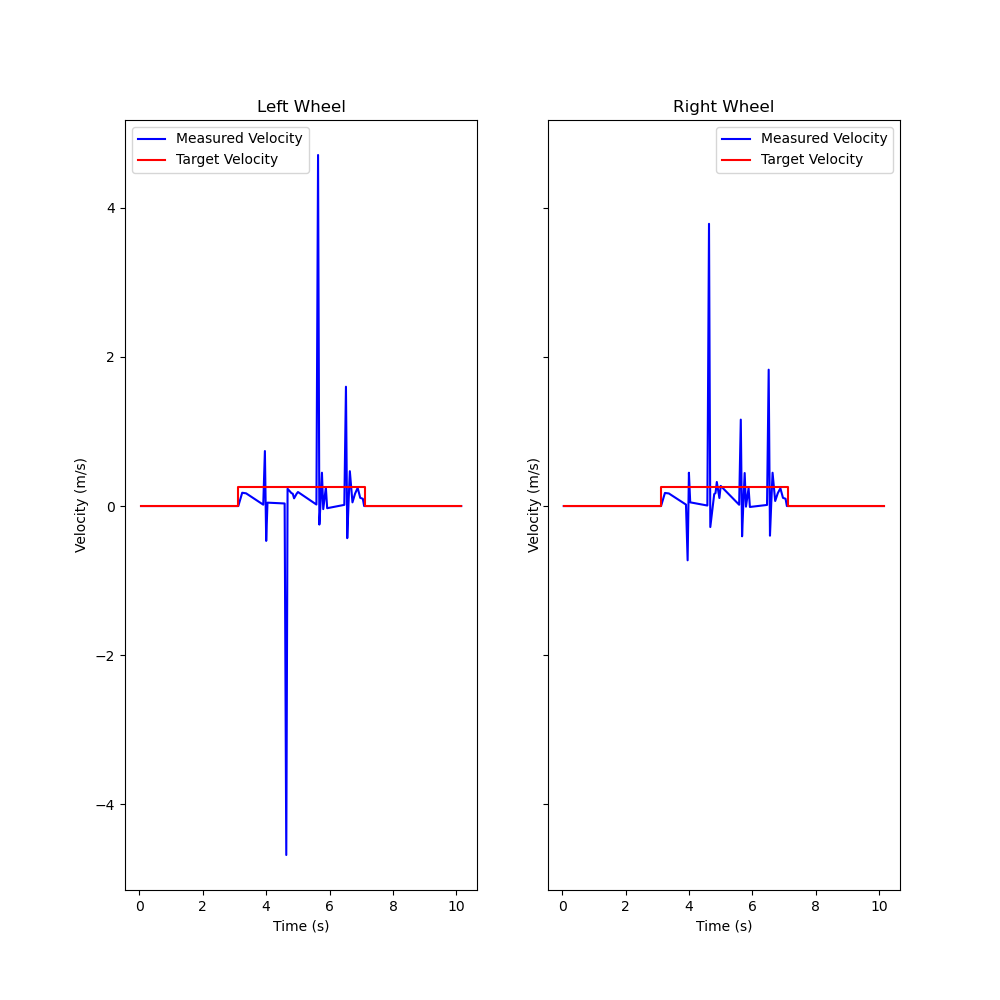 Left Wheel
Measured Velocity
Target Velocity
Velocity (m/s)
4
2
0
−2
−4
0 2 4 6 8 10
Time (s)
Right Wheel
Measured Velocity
Target Velocity
Velocity (m/s)
0 2 4 6 8 10
Time (s)